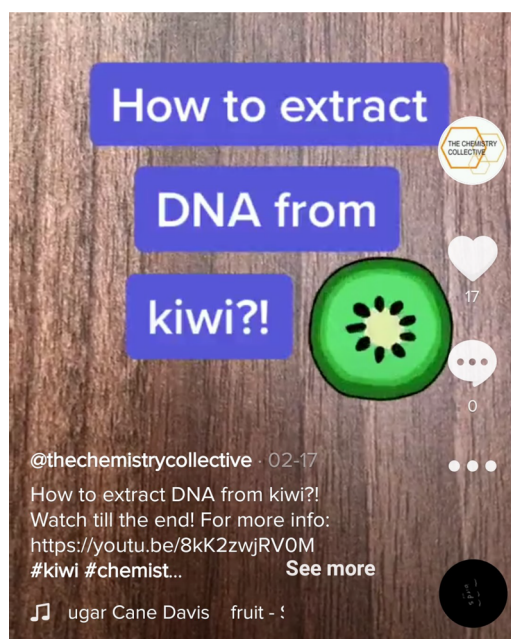 How to extract
DNA from
kiwi?!
THE CHEMISTRY
COLLECTIVE
17
0
@thechemistrycollective · 02-17
How to extract DNA from kiwi?!
Watch till the end! For more info:
https://youtu.be/8kK2zwjRV0M
#kiwi #chemist... See more
ugar Cane Davis fruit -